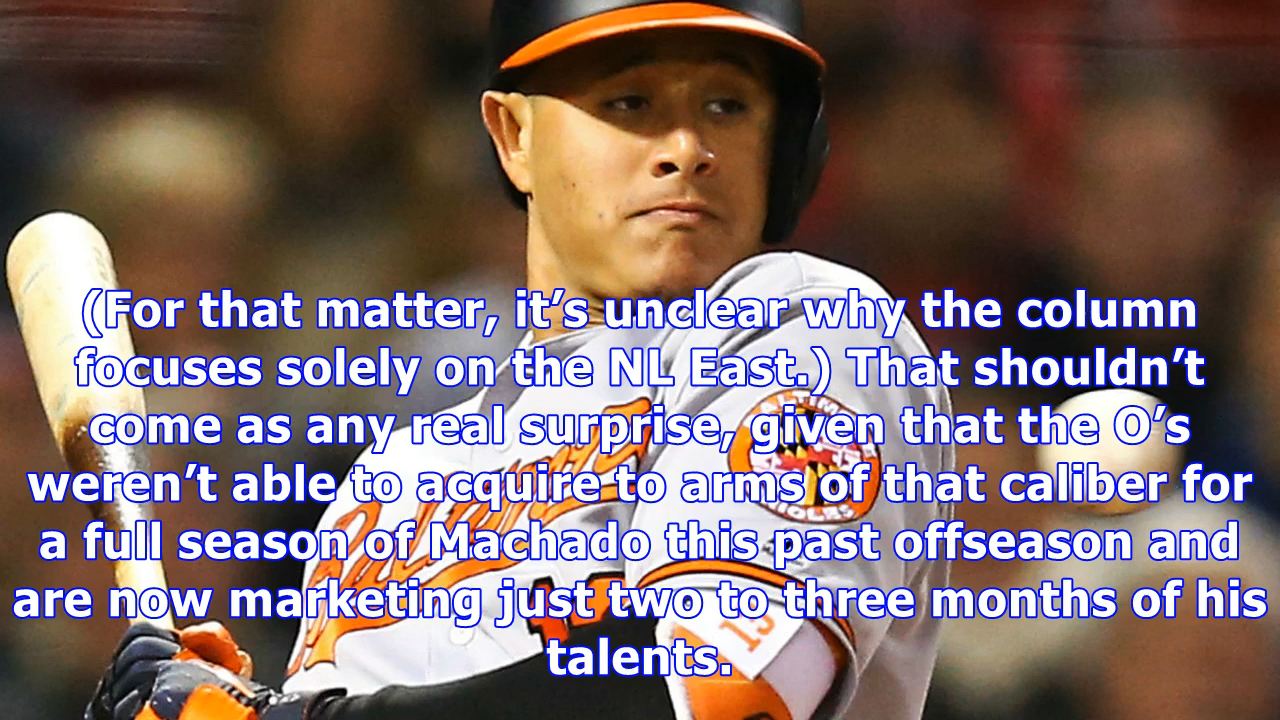 (For that matter, it’s unclear why the column
focuses solely on the NL East.) That shouldn’t
come as any real surprise, given that the O’s
weren’t able to acquire to arms of that caliber for
a full season of Machado this past offseason and
are now marketing just two to three months of his
talents.